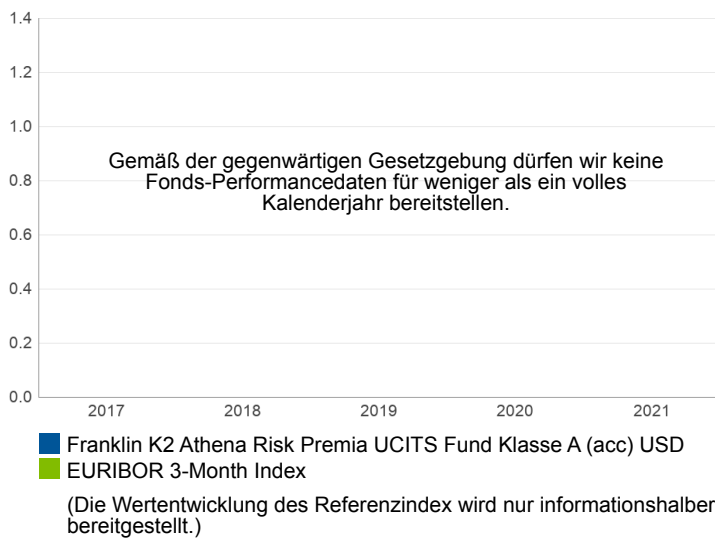 1.4
1.2
1.0
Gemäß der gegenwärtigen Gesetzgebung dürfen wir keine
0.8
Fonds-Performancedaten für weniger als ein volles
Kalenderjahr bereitstellen.
0.6
0.4
0.2
0.0
2017 2018 2019 2020 2021
Franklin K2 Athena Risk Premia UCITS Fund Klasse A (acc) USD
EURIBOR 3-Month Index
(Die Wertentwicklung des Referenzindex wird nur informationshalber
bereitgestellt.)